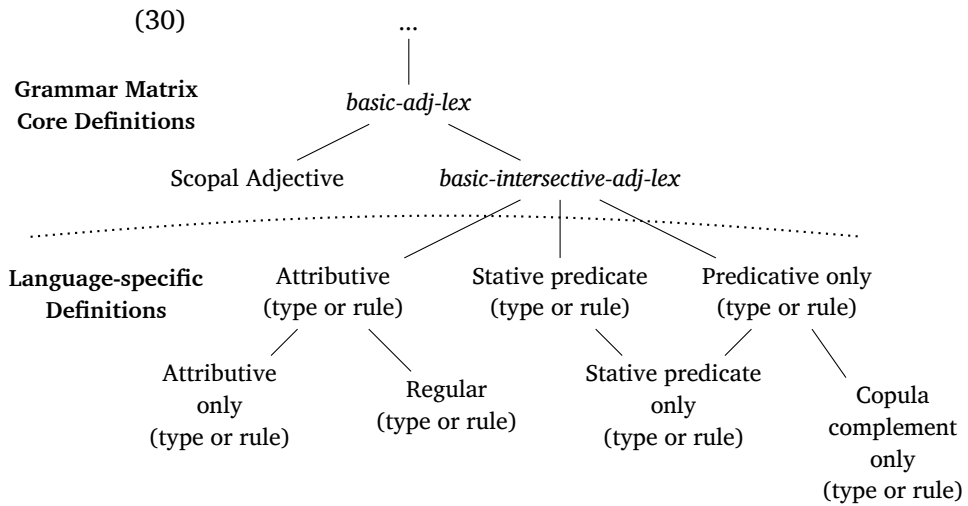 (30)
...
Grammar Matrix
Core Definitions
basic-adj-lex
Scopal Adjective
basic-intersective-adj-lex
Language-specific
Definitions
Attributive
(type or rule)
Stative predicate
(type or rule)
Predicative only
(type or rule)
Attributive
only
(type or rule)
Regular
(type or rule)
Stative predicate
only
(type or rule)
Copula
complement
only
(type or rule)